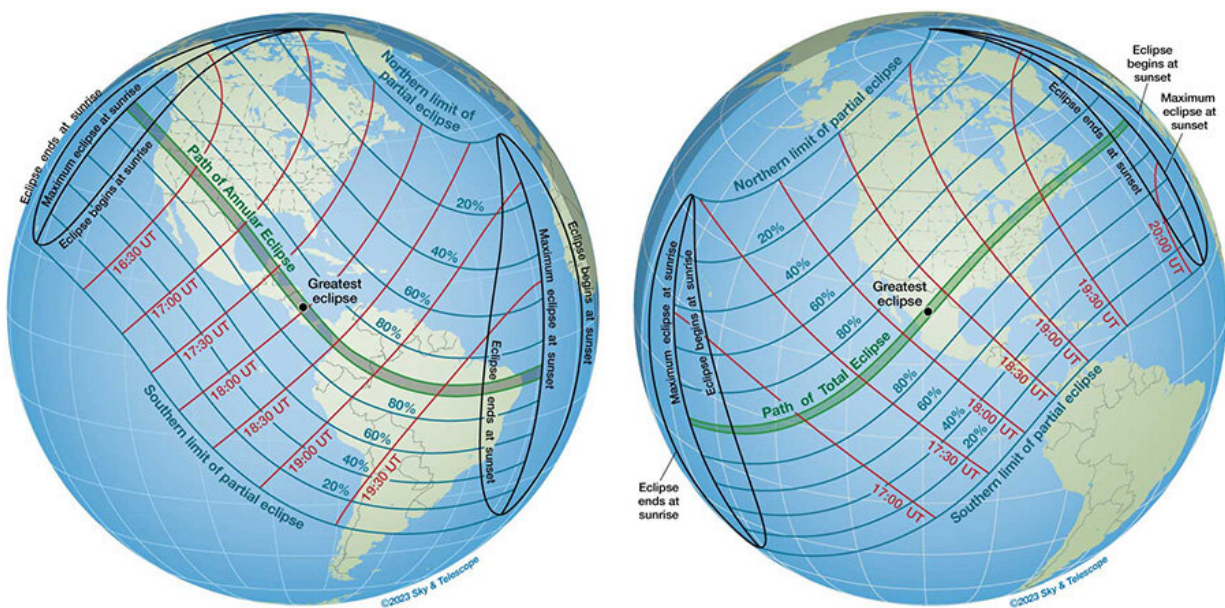 Eclipse ends at sunrise
Maximum eclipse at sunrise
Eclipse begins at sunrise
Northern limit of
partial eclipse
Path of Annular Eclipse
20%
40%
60%
80%
Greatest
eclipse
16:30 UT
17:00 UT
17:30 UT
18:00 UT
18:30 UT
19:00 UT
19:30 UT
80%
60%
40%
20%
Southern limit of partial eclipse
Eclipse ends at sunset
Maximum eclipse at sunset
Eclipse begins at sunset
©2023 Sky & Telescope
Eclipse
begins at
sunset
Maximum
eclipse at
sunset
Eclipse ends at sunset
Northern limit of partial eclipse
20%
40%
60%
80%
Greatest
eclipse
Path of Total Eclipse
Maximum eclipse at sunrise
Eclipse begins at sunrise
Eclipse
ends at
sunrise
80%
60%
40%
20%
17:00 UT
17:30 UT
18:00 UT
18:30 UT
19:00 UT
19:30 UT
20:00 UT
Southern limit of partial eclipse
©2023 Sky & Telescope